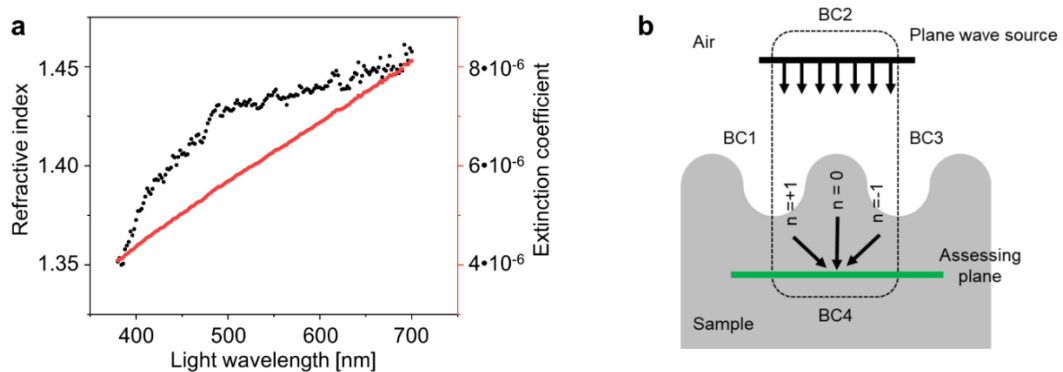 a
Refractive index
1.45
1.40
1.35
8•10⁻⁶
6•10⁻⁶
4•10⁻⁶
Extinction coefficient
400
500
600
700
Light wavelength [nm]
b
BC2
Air
Plane wave source
BC1
BC3
n =+1
n = 0
n =-1
Assessing
plane
BC4
Sample